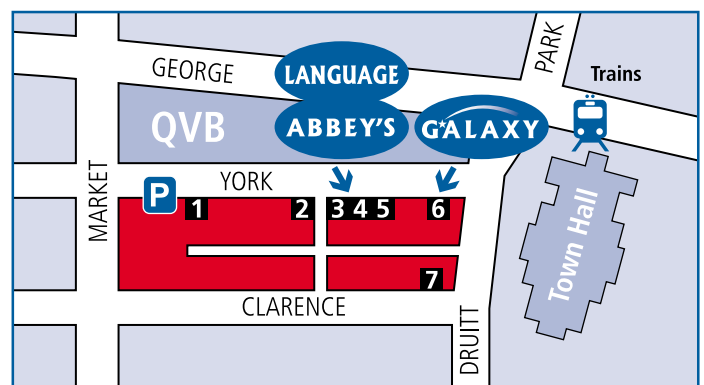 PARK
GEORGE
LANGUAGE
Trains
QVB
ABBEY'S
GALAXY
MARKET
P
YORK
1 2 3 4 5 6
Town Hall
7
CLARENCE
DRUITT